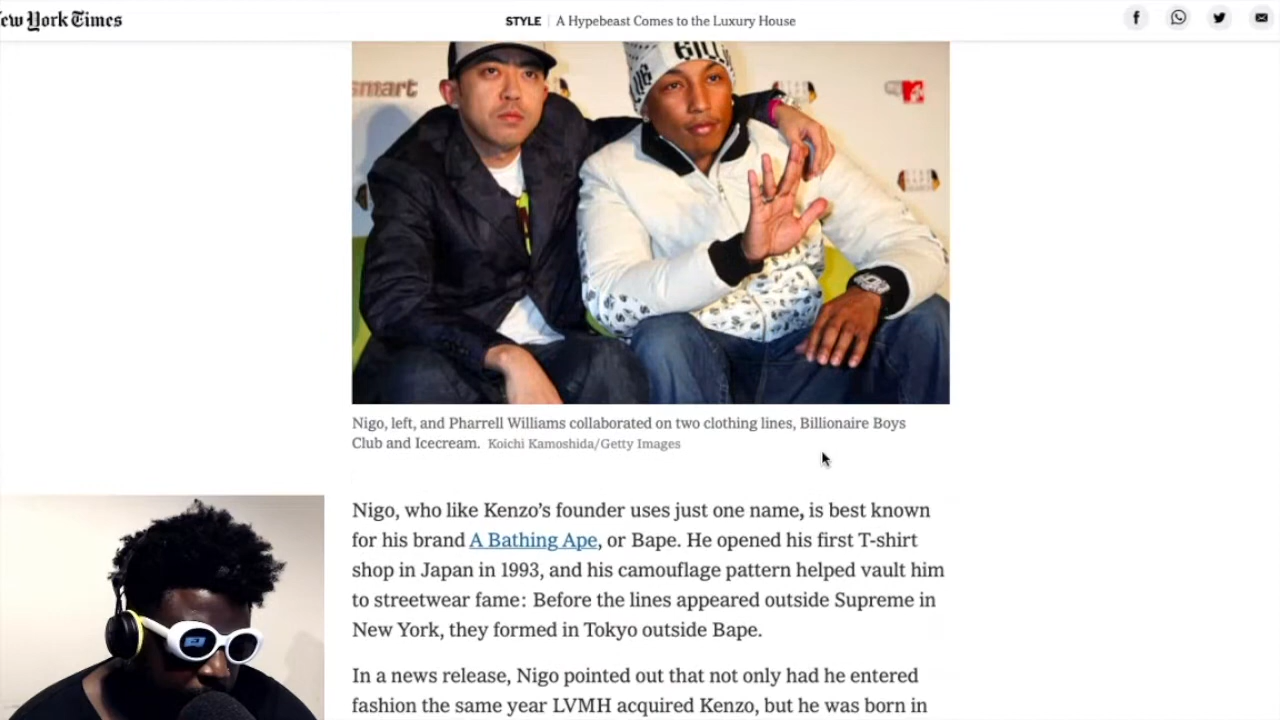 ew York Times
STYLE | A Hypebeast Comes to the Luxury House
smart
BILLI
Nigo, left, and Pharrell Williams collaborated on two clothing lines, Billionaire Boys
Club and Icecream. Koichi Kamoshida/Getty Images
Nigo, who like Kenzo's founder uses just one name, is best known
for his brand A Bathing Ape, or Bape. He opened his first T-shirt
shop in Japan in 1993, and his camouflage pattern helped vault him
to streetwear fame: Before the lines appeared outside Supreme in
New York, they formed in Tokyo outside Bape.
In a news release, Nigo pointed out that not only had he entered
fashion the same year LVMH acquired Kenzo, but he was born in